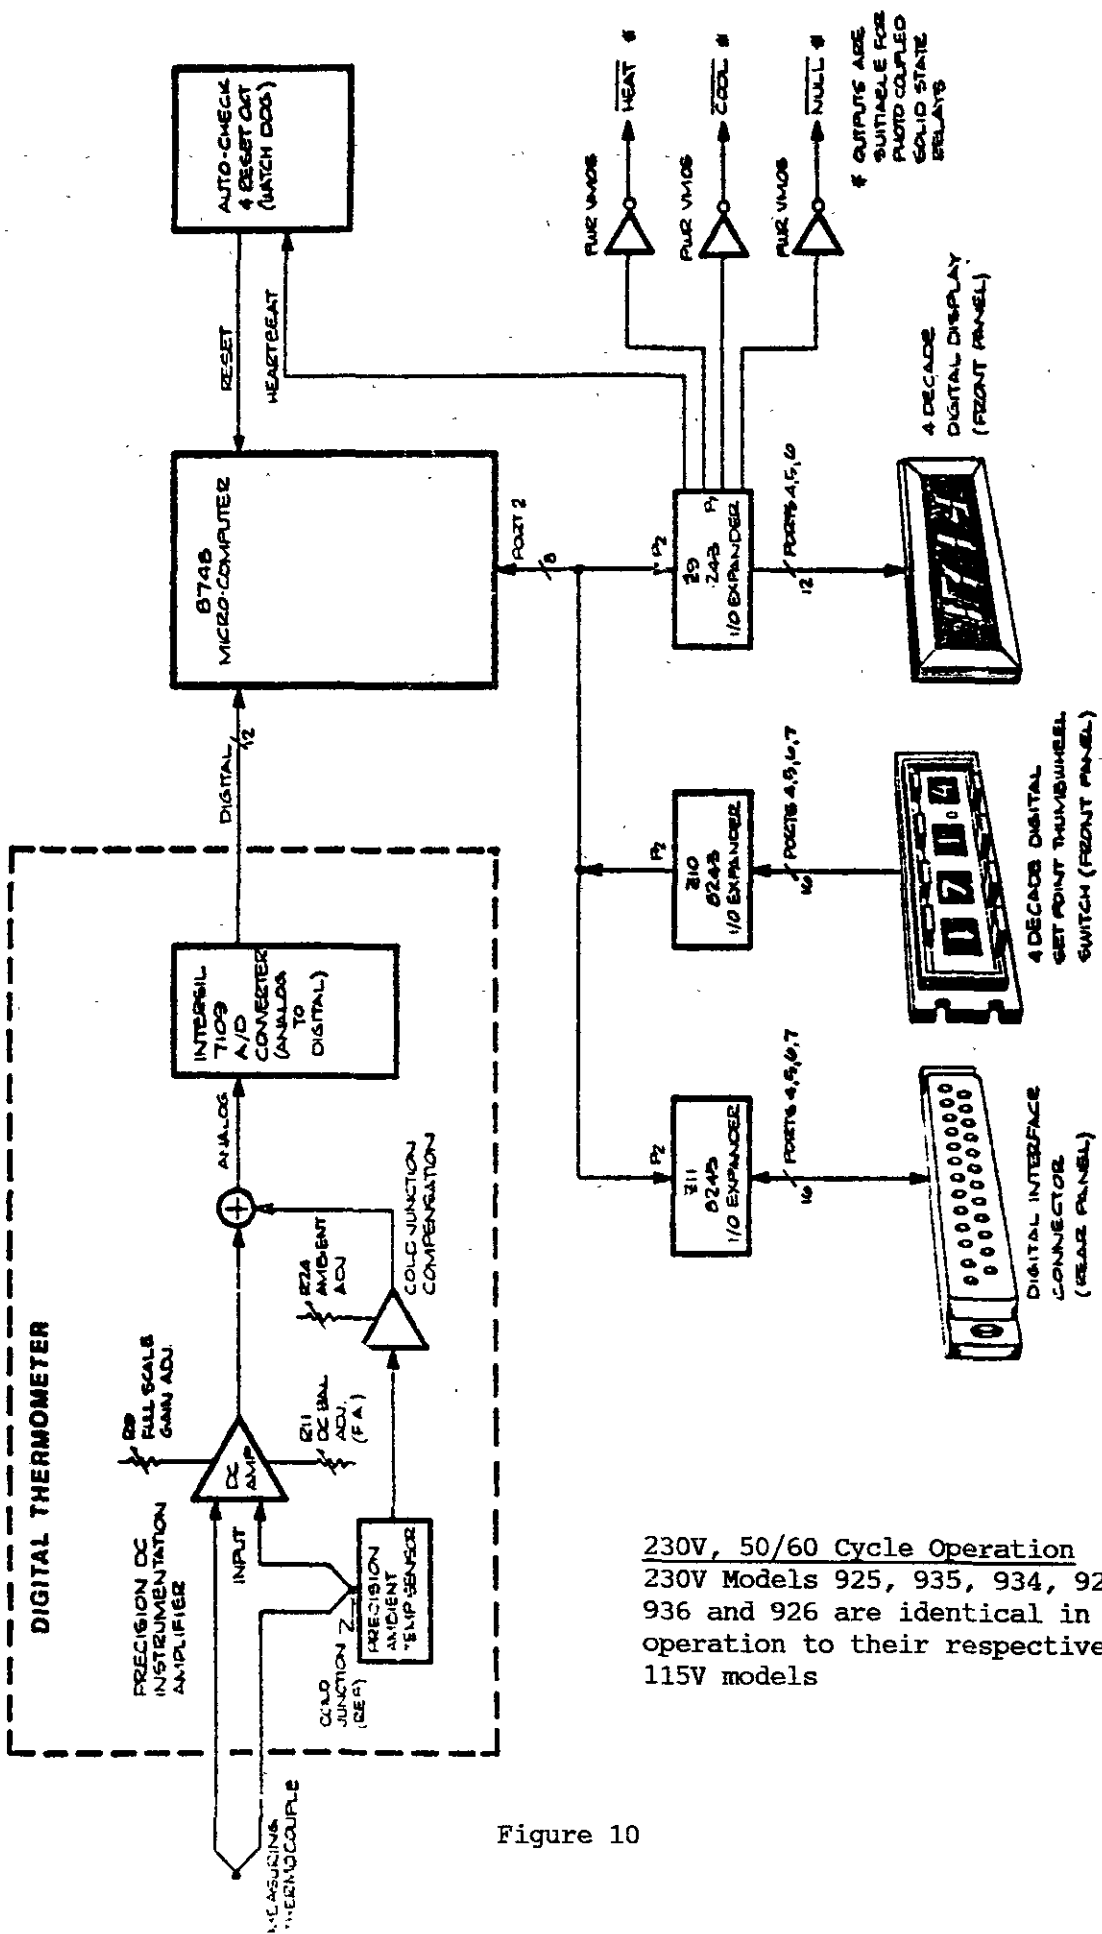 DIGITAL THERMOMETER
MEASURING
THERMOCOUPLE
PRECISION DC
INSTRUMENTATION
AMPLIFIER
INPUT
COLD
JUNCTION
(REF)
PRECISION
AMBIENT
TEMP SENSOR
DC
AMP
R9
FULL SCALE
GAIN ADJ.
R11
DC BAL
ADJ.
(F.A.)
R24
AMBIENT
ADJ
COLD JUNCTION
COMPENSATION
+
ANALOG
INTERSIL
7109
A/D
CONVERTER
(ANALOG
TO
DIGITAL)
DIGITAL
12
8748
MICRO-COMPUTER
RESET
HEARTBEAT
AUTO-CHECK
& RESET CKT
(WATCH DOG)
PORT 2
8
P2
Z11
8243
I/O EXPANDER
PORTS 4,5,6,7
16
DIGITAL INTERFACE
CONNECTOR
(REAR PANEL)
P2
Z10
8243
I/O EXPANDER
PORTS 4,5,6,7
16
4 DECADE DIGITAL
SET POINT THUMBWHEEL
SWITCH (FRONT PANEL)
P2
P7
Z9
8243
I/O EXPANDER
PORTS 4,5,6
12
4 DECADE
DIGITAL DISPLAY
(FRONT PANEL)
PWR VMOS
HEAT *
PWR VMOS
COOL *
PWR VMOS
NULL *
* OUTPUTS ARE
SUITABLE FOR
PHOTO COUPLED
SOLID STATE
RELAYS
230V, 50/60 Cycle Operation
230V Models 925, 935, 934, 92
936 and 926 are identical in
operation to their respective
115V models
Figure 10